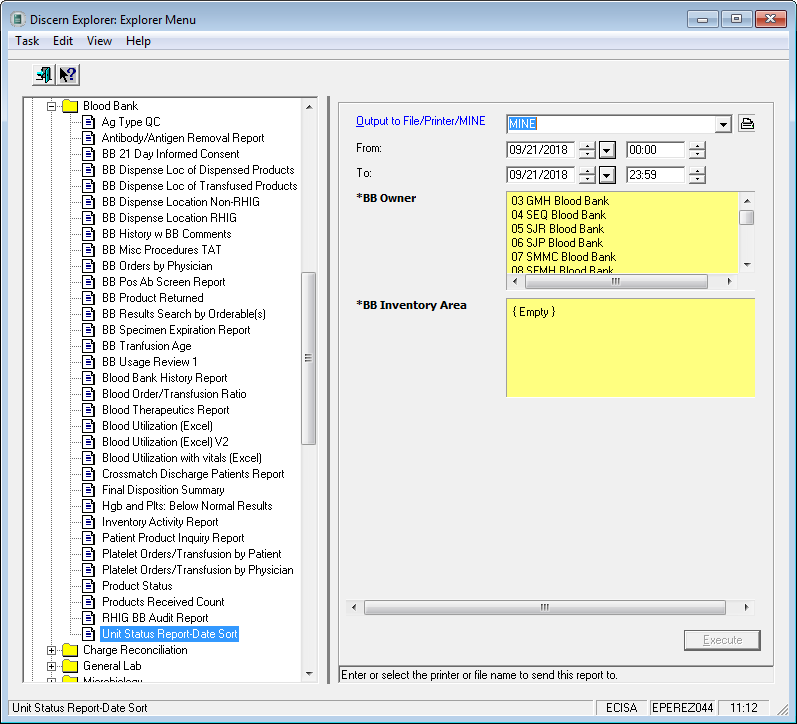 Discern Explorer: Explorer Menu
Task Edit View Help
Blood Bank
Ag Type QC
Antibody/Antigen Removal Report
BB 21 Day Informed Consent
BB Dispense Loc of Dispensed Products
BB Dispense Loc of Transfused Products
BB Dispense Location Non-RHIG
BB Dispense Location RHIG
BB History w BB Comments
BB Misc Procedures TAT
BB Orders by Physician
BB Pos Ab Screen Report
BB Product Returned
BB Results Search by Orderable(s)
BB Specimen Expiration Report
BB Tranfusion Age
BB Usage Review 1
Blood Bank History Report
Blood Order/Transfusion Ratio
Blood Therapeutics Report
Blood Utilization (Excel)
Blood Utilization (Excel) V2
Blood Utilization with vitals (Excel)
Crossmatch Discharge Patients Report
Final Disposition Summary
Hgb and Plts: Below Normal Results
Inventory Activity Report
Patient Product Inquiry Report
Platelet Orders/Transfusion by Patient
Platelet Orders/Transfusion by Physician
Product Status
Products Received Count
RHIG BB Audit Report
Unit Status Report-Date Sort
Charge Reconciliation
General Lab
Microbiology
Output to File/Printer/MINE MINE
From: 09/21/2018 00:00
To: 09/21/2018 23:59
*BB Owner
03 GMH Blood Bank
04 SEQ Blood Bank
05 SJR Blood Bank
06 SJP Blood Bank
07 SMMC Blood Bank
08 SFMH Blood Bank
*BB Inventory Area
{ Empty }
Execute
Enter or select the printer or file name to send this report to.
Unit Status Report-Date Sort ECISA EPEREZ044 11:12